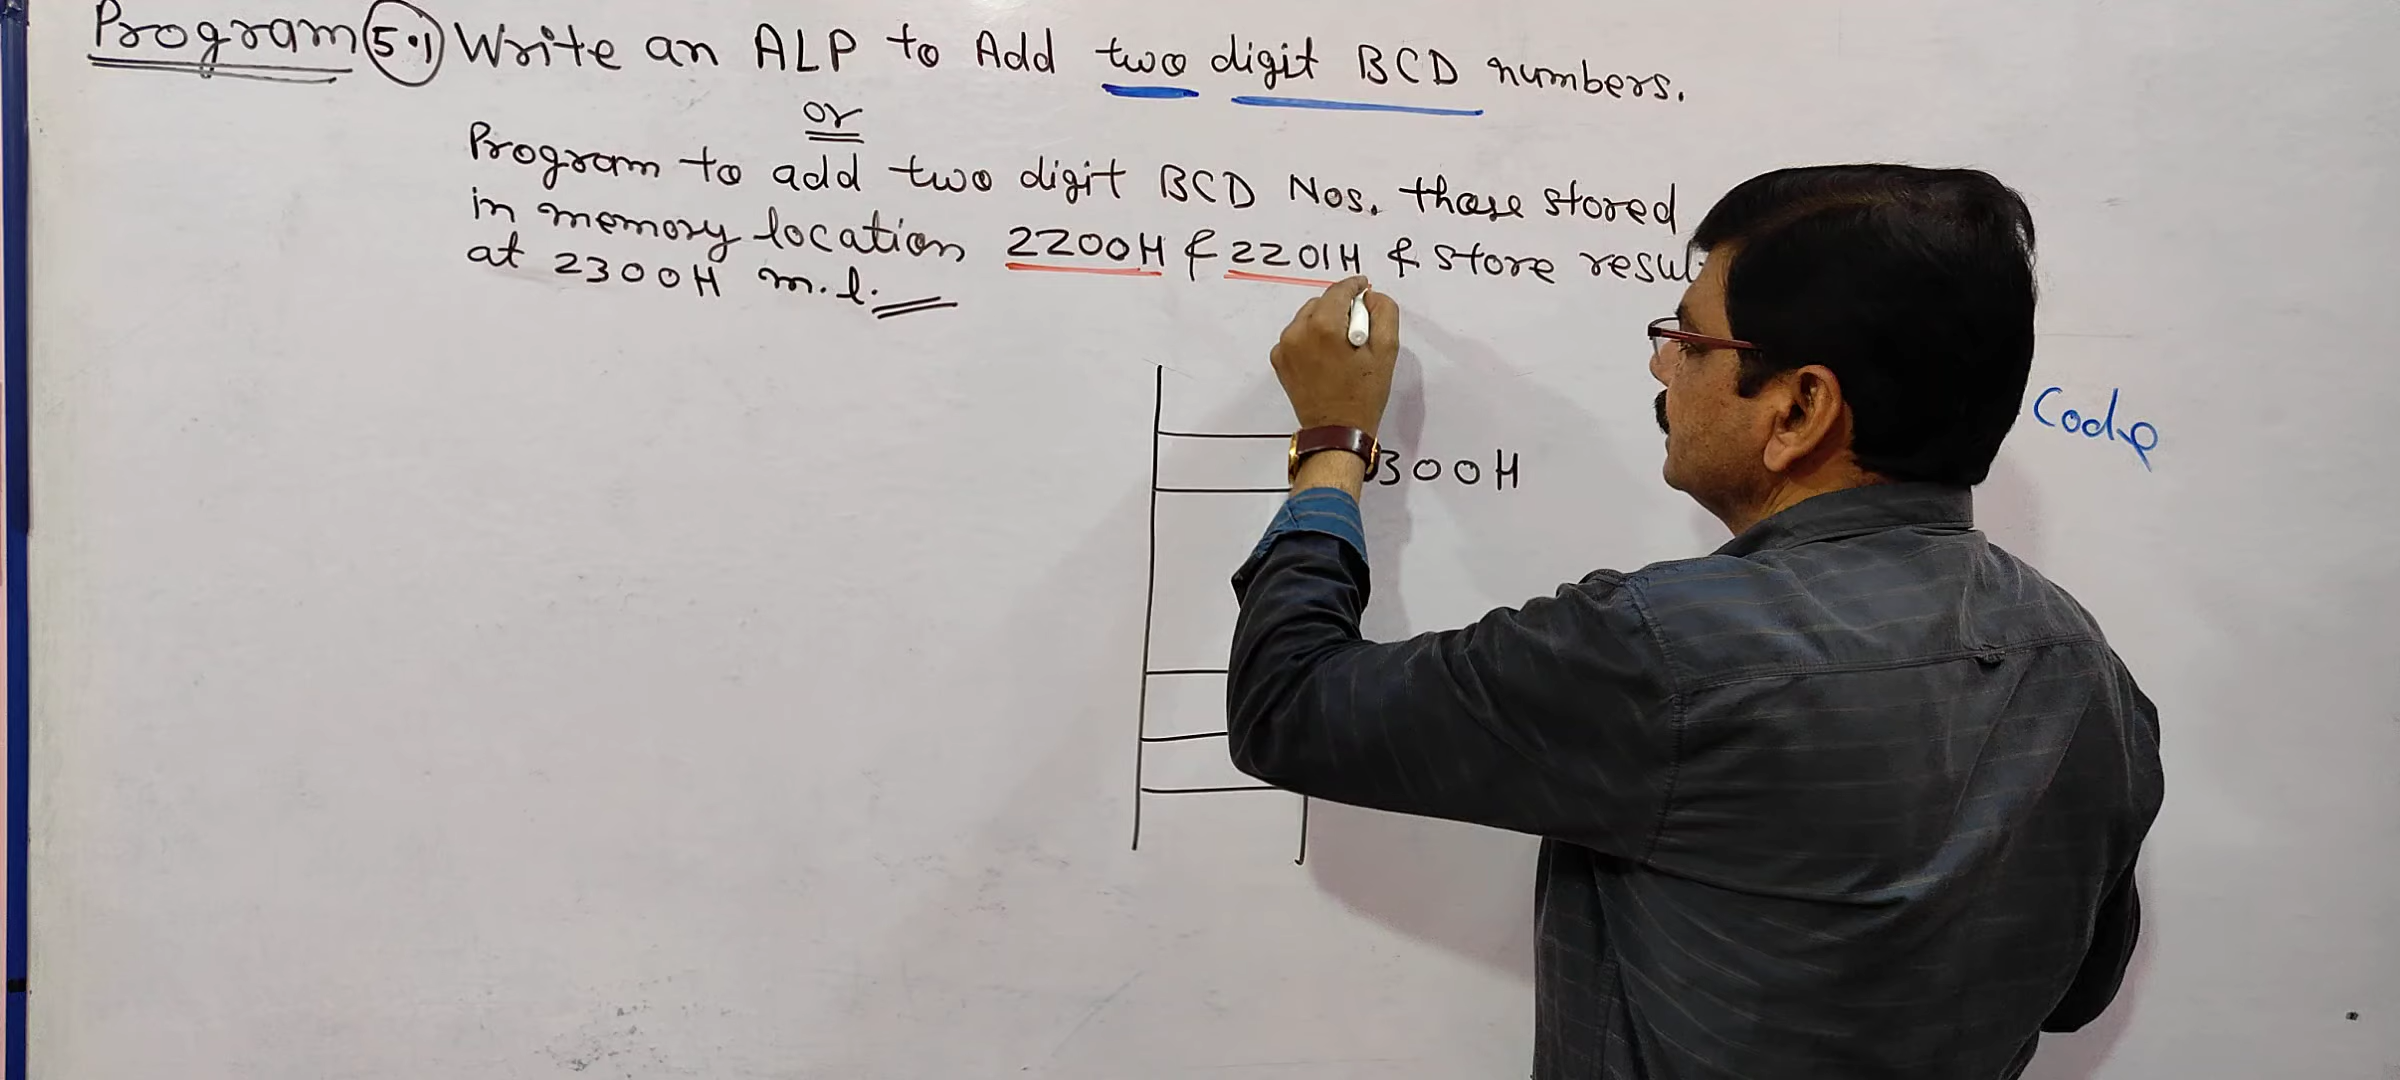 Program 5.1 Write an ALP to Add two digit BCD numbers.
or
Program to add two digit BCD Nos. those stored
in memory location 2200H & 2201H & store resul
at 2300H m.l.
300H
Code